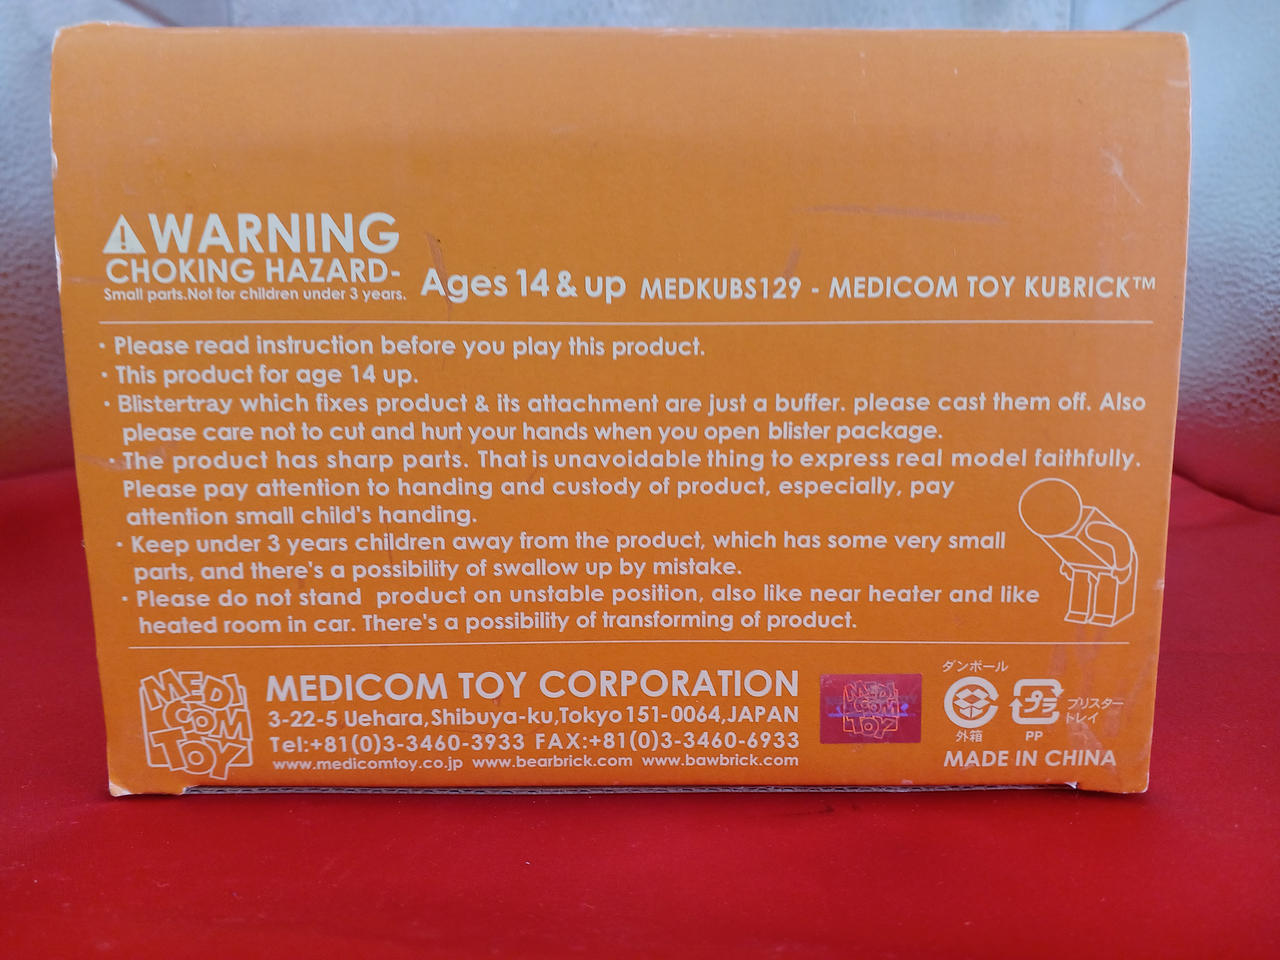 WARNING
CHOKING HAZARD-
Small parts.Not for children under 3 years.
Ages 14 & up
MEDKUBS129 - MEDICOM TOY KUBRICK™
• Please read instruction before you play this product.
• This product for age 14 up.
• Blistertray which fixes product & its attachment are just a buffer. please cast them off. Also
please care not to cut and hurt your hands when you open blister package.
• The product has sharp parts. That is unavoidable thing to express real model faithfully.
Please pay attention to handing and custody of product, especially, pay
attention small child's handing.
• Keep under 3 years children away from the product, which has some very small
parts, and there's a possibility of swallow up by mistake.
• Please do not stand product on unstable position, also like near heater and like
heated room in car. There's a possibility of transforming of product.
MEDI
COM
TOY
MEDICOM TOY CORPORATION
3-22-5 Uehara,Shibuya-ku,Tokyo 151-0064,JAPAN
Tel:+81(0)3-3460-3933 FAX:+81(0)3-3460-6933
www.medicomtoy.co.jp www.bearbrick.com www.bawbrick.com
MEDI
COM
TOY
ダンボール
外箱
プラ
PP
ブリスター
トレイ
MADE IN CHINA